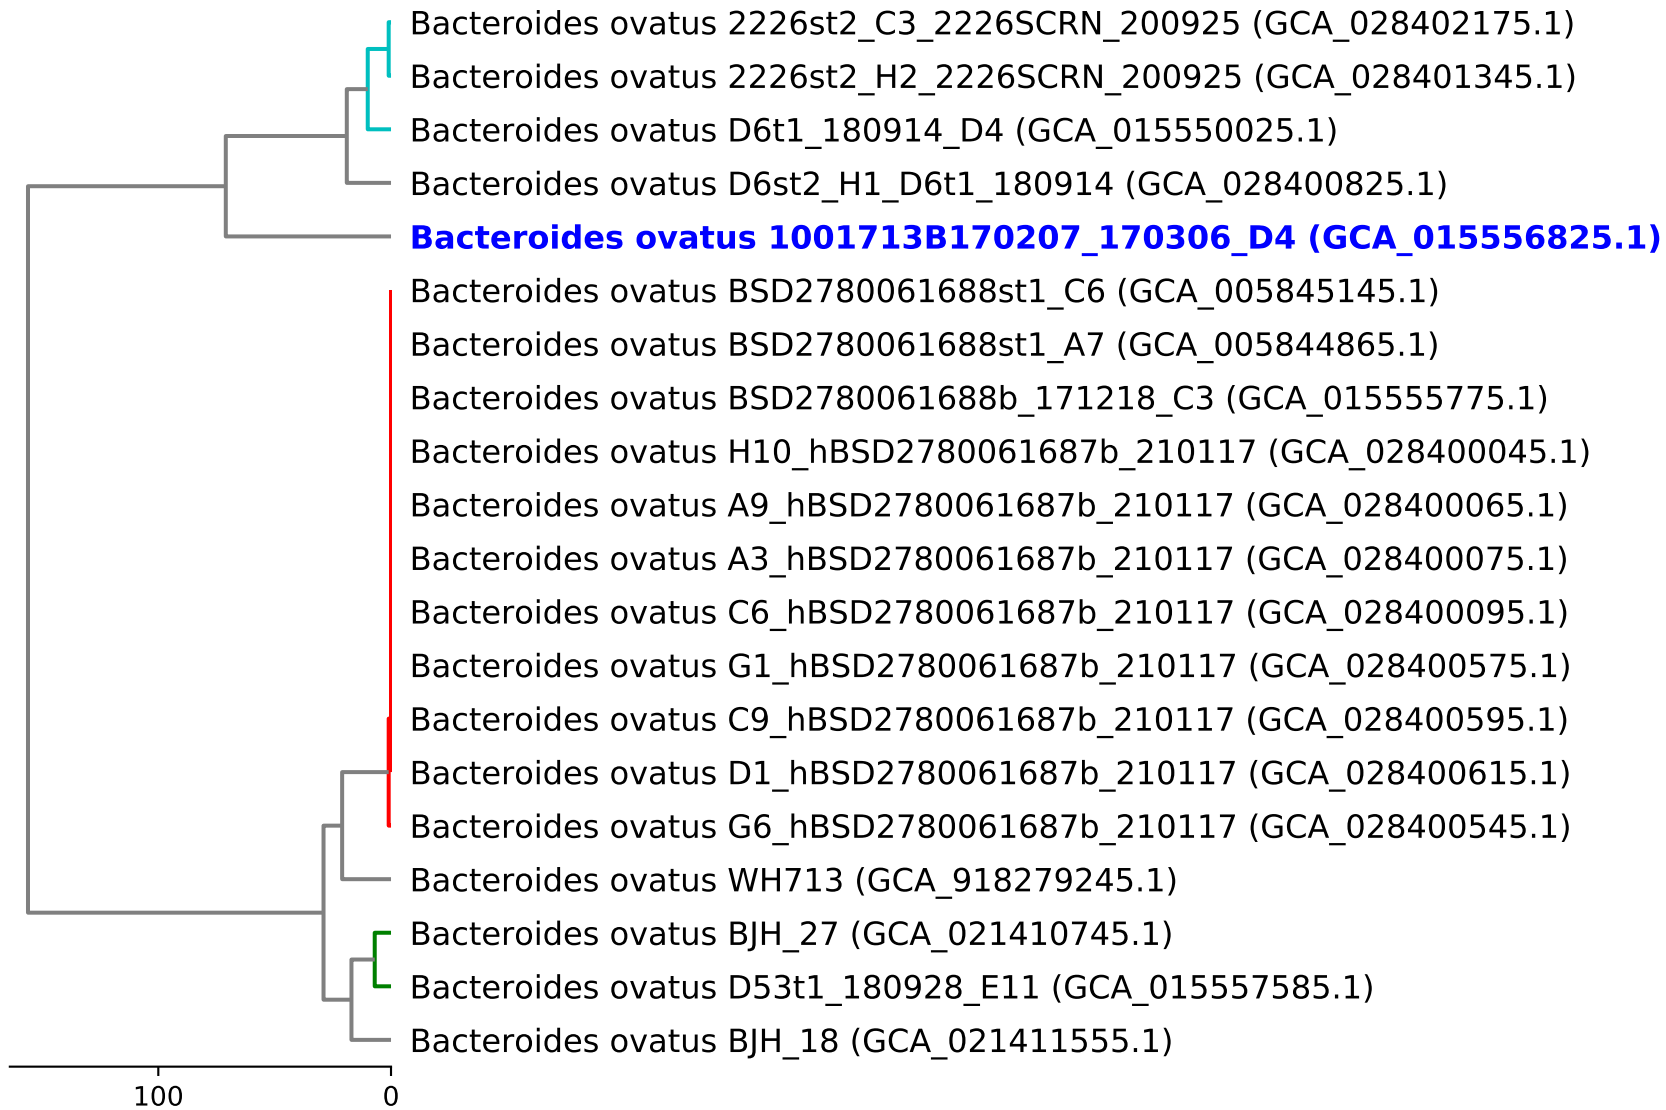 Bacteroides ovatus 2226st2_C3_2226SCRN_200925 (GCA_028402175.1)
Bacteroides ovatus 2226st2_H2_2226SCRN_200925 (GCA_028401345.1)
Bacteroides ovatus D6t1_180914_D4 (GCA_015550025.1)
Bacteroides ovatus D6st2_H1_D6t1_180914 (GCA_028400825.1)
Bacteroides ovatus 1001713B170207_170306_D4 (GCA_015556825.1)
Bacteroides ovatus BSD2780061688st1_C6 (GCA_005845145.1)
Bacteroides ovatus BSD2780061688st1_A7 (GCA_005844865.1)
Bacteroides ovatus BSD2780061688b_171218_C3 (GCA_015555775.1)
Bacteroides ovatus H10_hBSD2780061687b_210117 (GCA_028400045.1)
Bacteroides ovatus A9_hBSD2780061687b_210117 (GCA_028400065.1)
Bacteroides ovatus A3_hBSD2780061687b_210117 (GCA_028400075.1)
Bacteroides ovatus C6_hBSD2780061687b_210117 (GCA_028400095.1)
Bacteroides ovatus G1_hBSD2780061687b_210117 (GCA_028400575.1)
Bacteroides ovatus C9_hBSD2780061687b_210117 (GCA_028400595.1)
Bacteroides ovatus D1_hBSD2780061687b_210117 (GCA_028400615.1)
Bacteroides ovatus G6_hBSD2780061687b_210117 (GCA_028400545.1)
Bacteroides ovatus WH713 (GCA_918279245.1)
Bacteroides ovatus BJH_27 (GCA_021410745.1)
Bacteroides ovatus D53t1_180928_E11 (GCA_015557585.1)
Bacteroides ovatus BJH_18 (GCA_021411555.1)
100 0